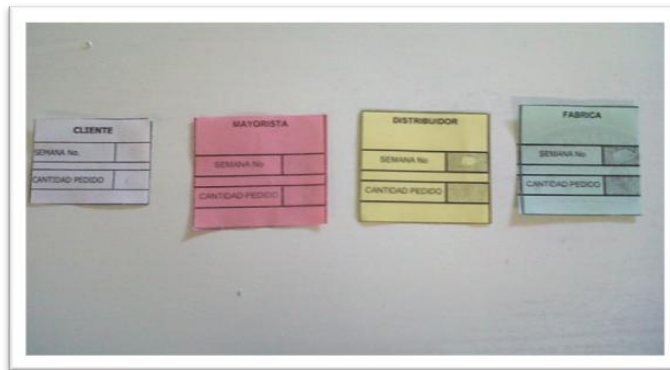 CLIENTE
SEMANA No.
CANTIDAD PEDIDO
MAYORISTA
SEMANA No
CANTIDAD PEDIDO
DISTRIBUIDOR
SEMANA No
CANTIDAD PEDIDO
FABRICA
SEMANA No
CANTIDAD PEDIDO